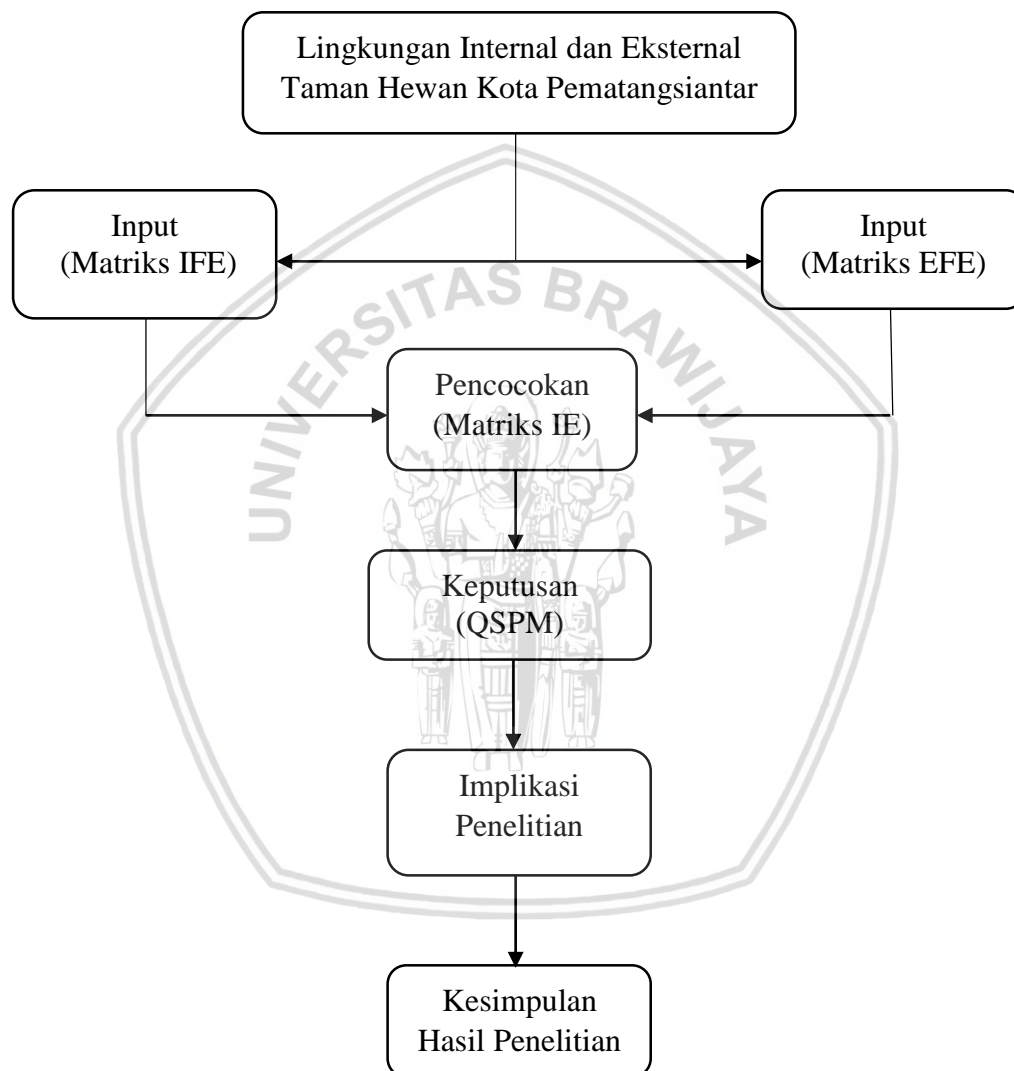 Lingkungan Internal dan Eksternal
Taman Hewan Kota Pematangsiantar
Input
(Matriks IFE)
Input
(Matriks EFE)
UNIVERSITAS BRAWIJAYA
Pencocokan
(Matriks IE)
Keputusan
(QSPM)
Implikasi
Penelitian
Kesimpulan
Hasil Penelitian